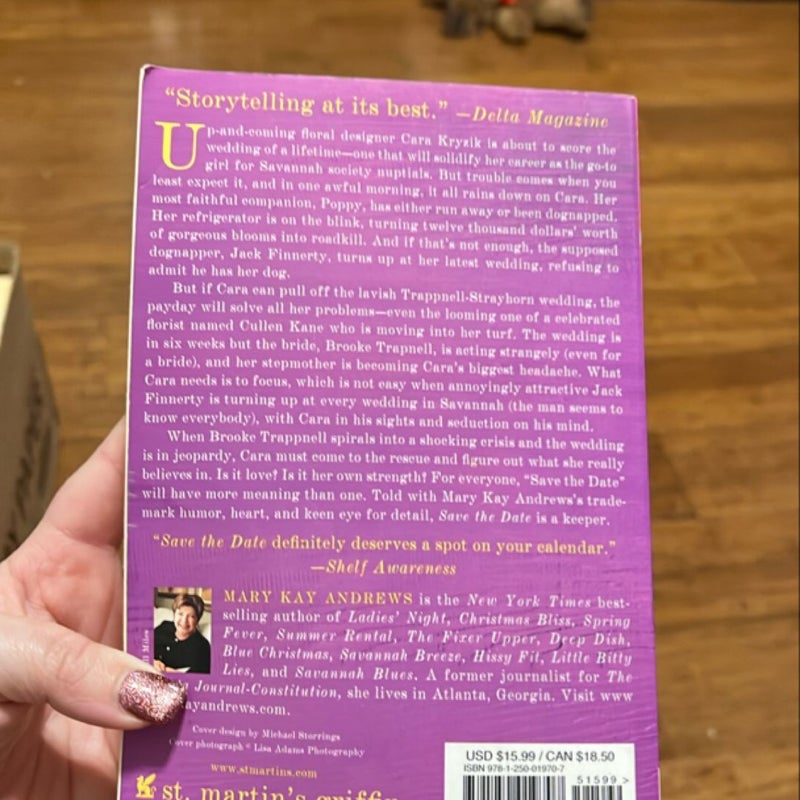 “Storytelling at its best.” —Delta Magazine
Up-and-coming floral designer Cara Kryzik is about to score the
wedding of a lifetime—one that will solidify her career as the go-to
girl for Savannah society nuptials. But trouble comes when you
least expect it, and in one awful morning, it all rains down on Cara. Her
most faithful companion, Poppy, has either run away or been dognapped.
Her refrigerator is on the blink, turning twelve thousand dollars’ worth
of gorgeous blooms into roadkill. And if that’s not enough, the supposed
dognapper, Jack Finnerty, turns up at her latest wedding, refusing to
admit he has her dog.
But if Cara can pull off the lavish Trappnell-Strayhorn wedding, the
payday will solve all her problems—even the looming one of a celebrated
florist named Cullen Kane who is moving into her turf. The wedding is
in six weeks but the bride, Brooke Trapnell, is acting strangely (even for
a bride), and her stepmother is becoming Cara’s biggest headache. What
Cara needs is to focus, which is not easy when annoyingly attractive Jack
Finnerty is turning up at every wedding in Savannah (the man seems to
know everybody), with Cara in his sights and seduction on his mind.
When Brooke Trappnell spirals into a shocking crisis and the wedding
is in jeopardy, Cara must come to the rescue and figure out what she really
believes in. Is it love? Is it her own strength? For everyone, “Save the Date”
will have more meaning than one. Told with Mary Kay Andrews’s trade-
mark humor, heart, and keen eye for detail, Save the Date is a keeper.
“Save the Date definitely deserves a spot on your calendar.”
—Shelf Awareness
MARY KAY ANDREWS is the New York Times best-
selling author of Ladies’ Night, Christmas Bliss, Spring
Fever, Summer Rental, The Fixer Upper, Deep Dish,
Blue Christmas, Savannah Breeze, Hissy Fit, Little Bitty
Lies, and Savannah Blues. A former journalist for The
Journal-Constitution, she lives in Atlanta, Georgia. Visit www
ayandrews.com.
Miles
Cover design by Michael Storrings
Cover photograph © Lisa Adams Photography
www.stmartins.com
st. martin’s griffin
USD $15.99 / CAN $18.50
ISBN 978-1-250-01970-7
51599 >